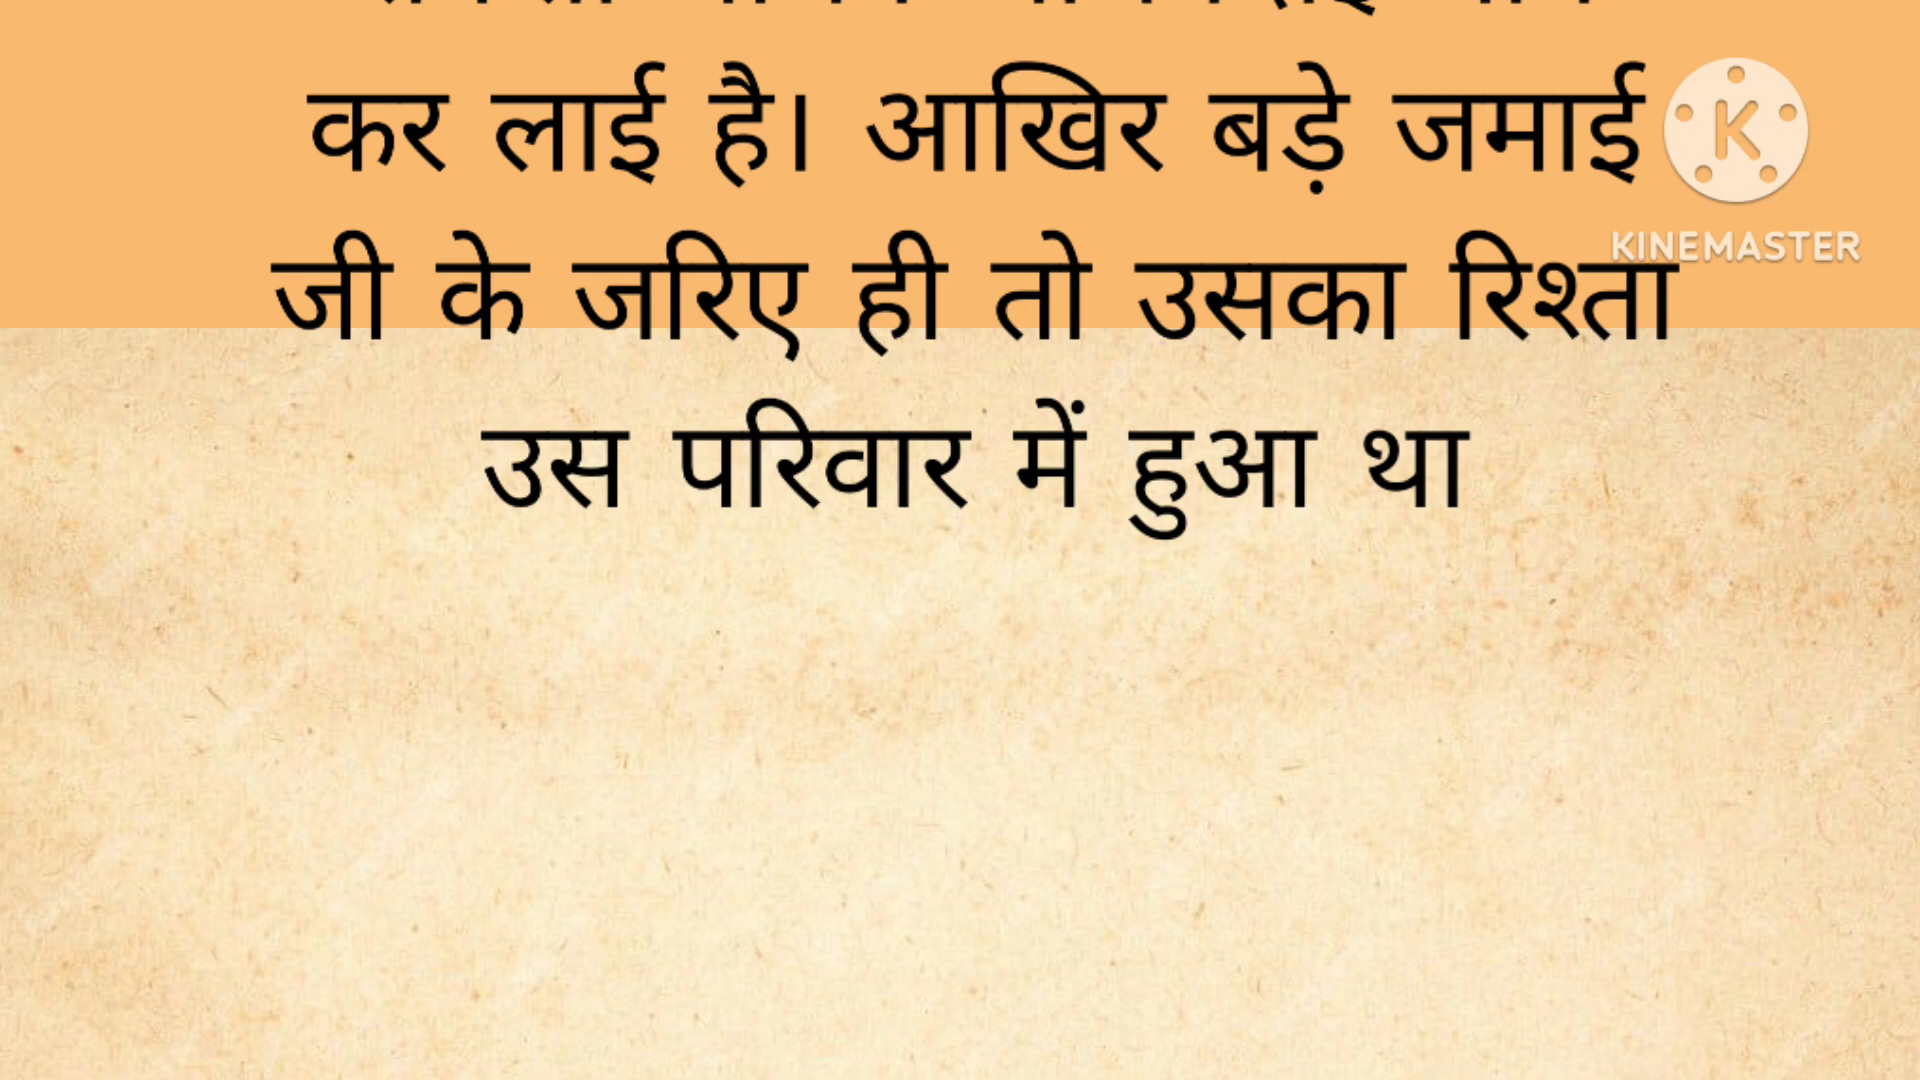 कर लाई है। आखिर बड़े जमाई
जी के जरिए ही तो उसका रिश्ता
उस परिवार में हुआ था
KINEMASTER